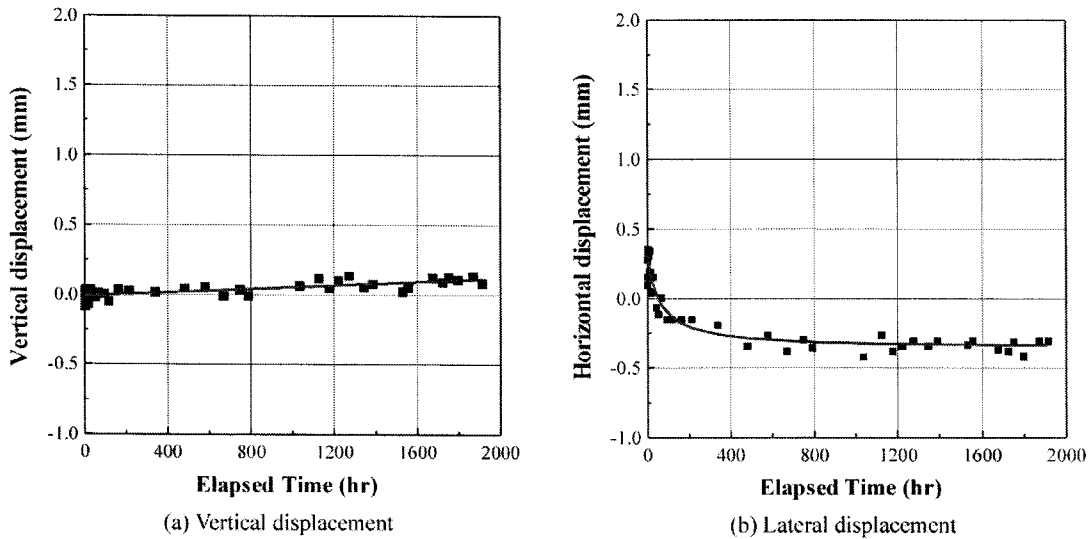 2.0
1.5
1.0
0.5
0.0
-0.5
-1.0
Vertical displacement (mm)
0 400 800 1200 1600 2000
Elapsed Time (hr)
(a) Vertical displacement
2.0
1.5
1.0
0.5
0.0
-0.5
-1.0
Horizontal displacement (mm)
0 400 800 1200 1600 2000
Elapsed Time (hr)
(b) Lateral displacement